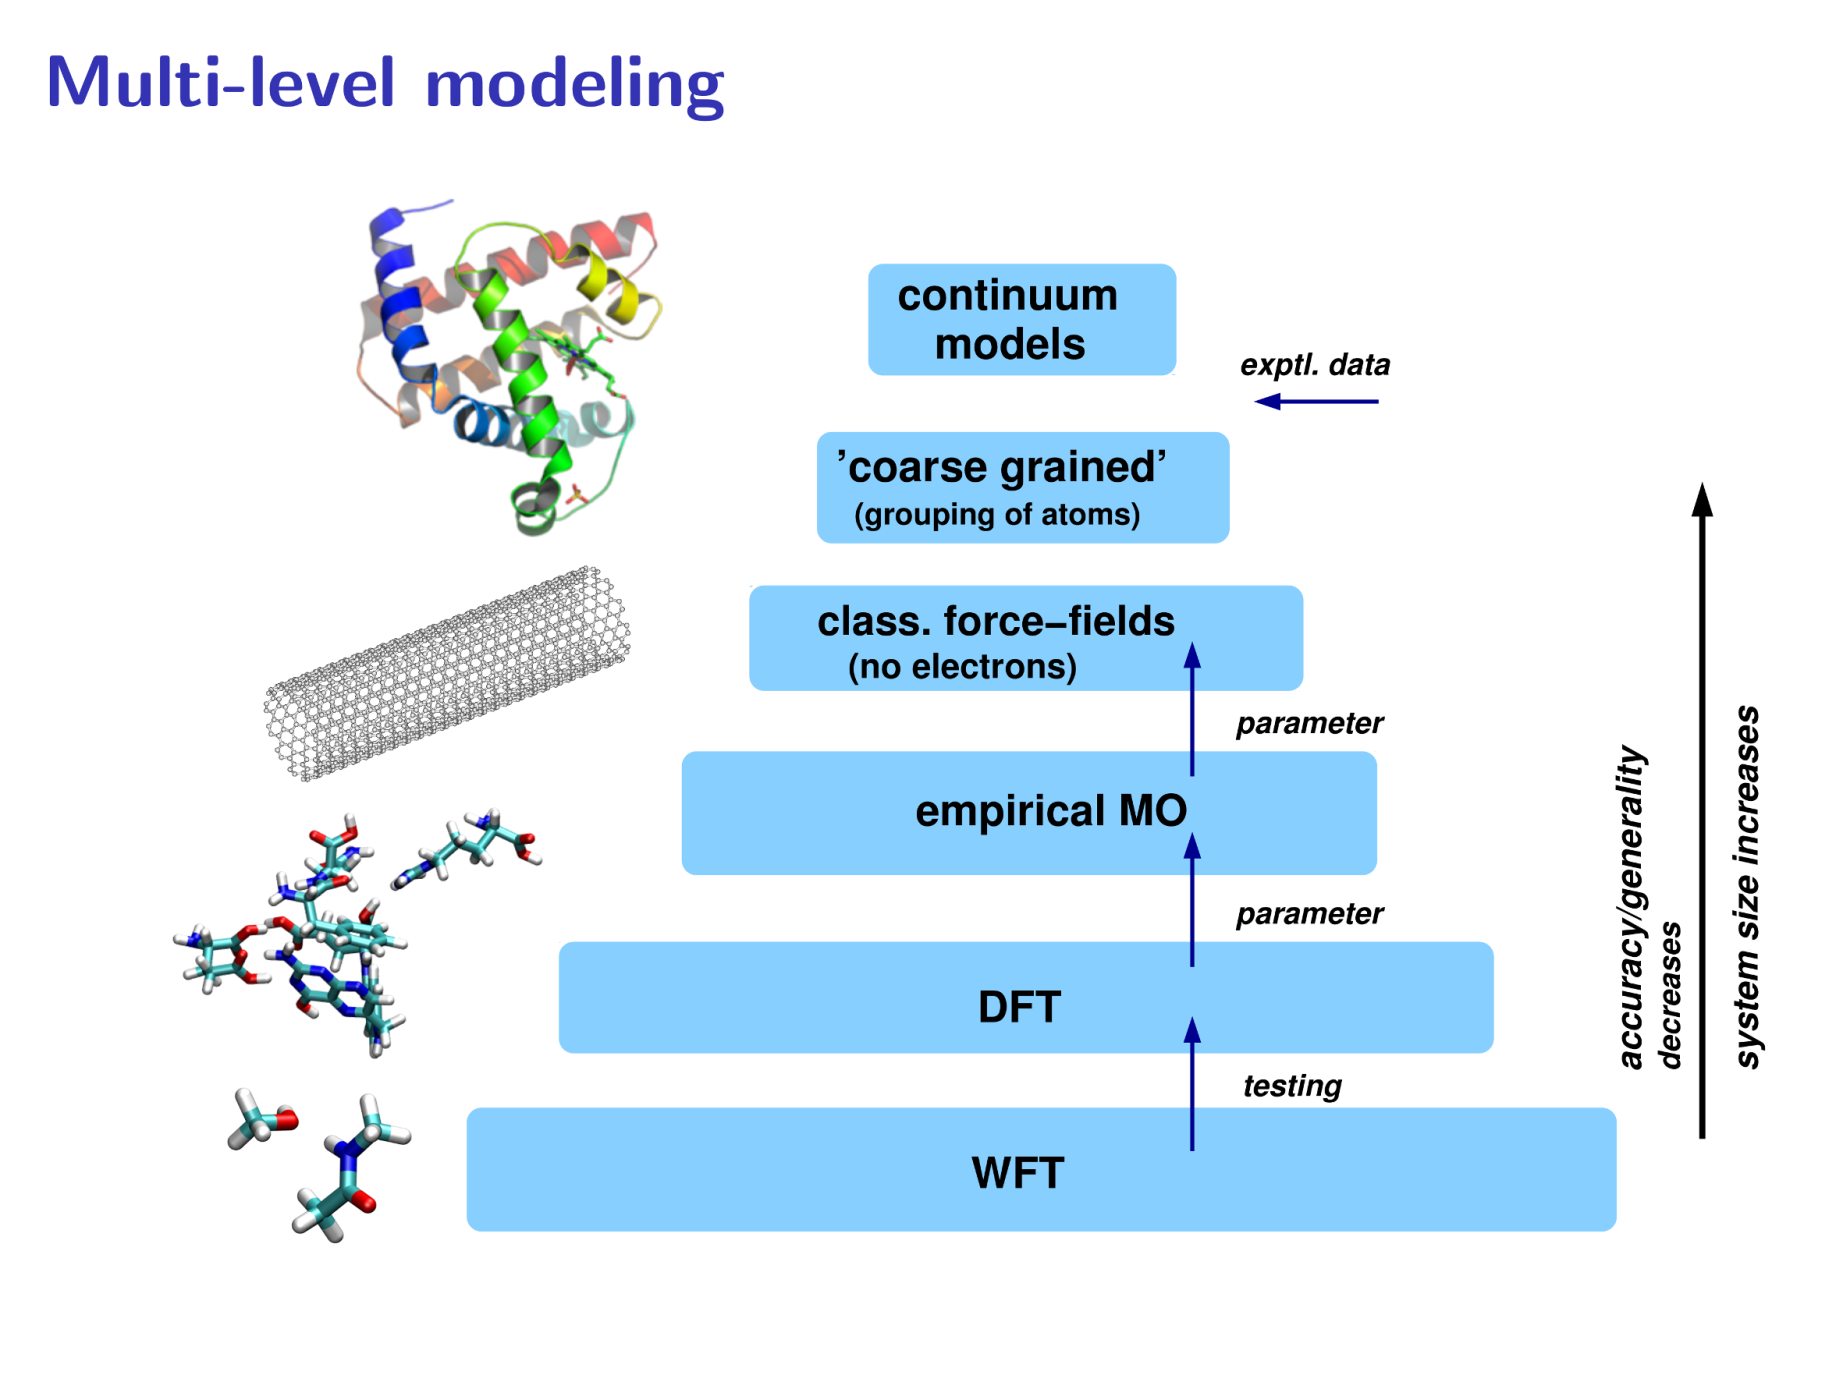 Multi-level modeling
continuum
models
exptl. data
’coarse grained’
(grouping of atoms)
class. force–fields
(no electrons)
parameter
empirical MO
parameter
DFT
testing
WFT
accuracy/generality
decreases
system size increases